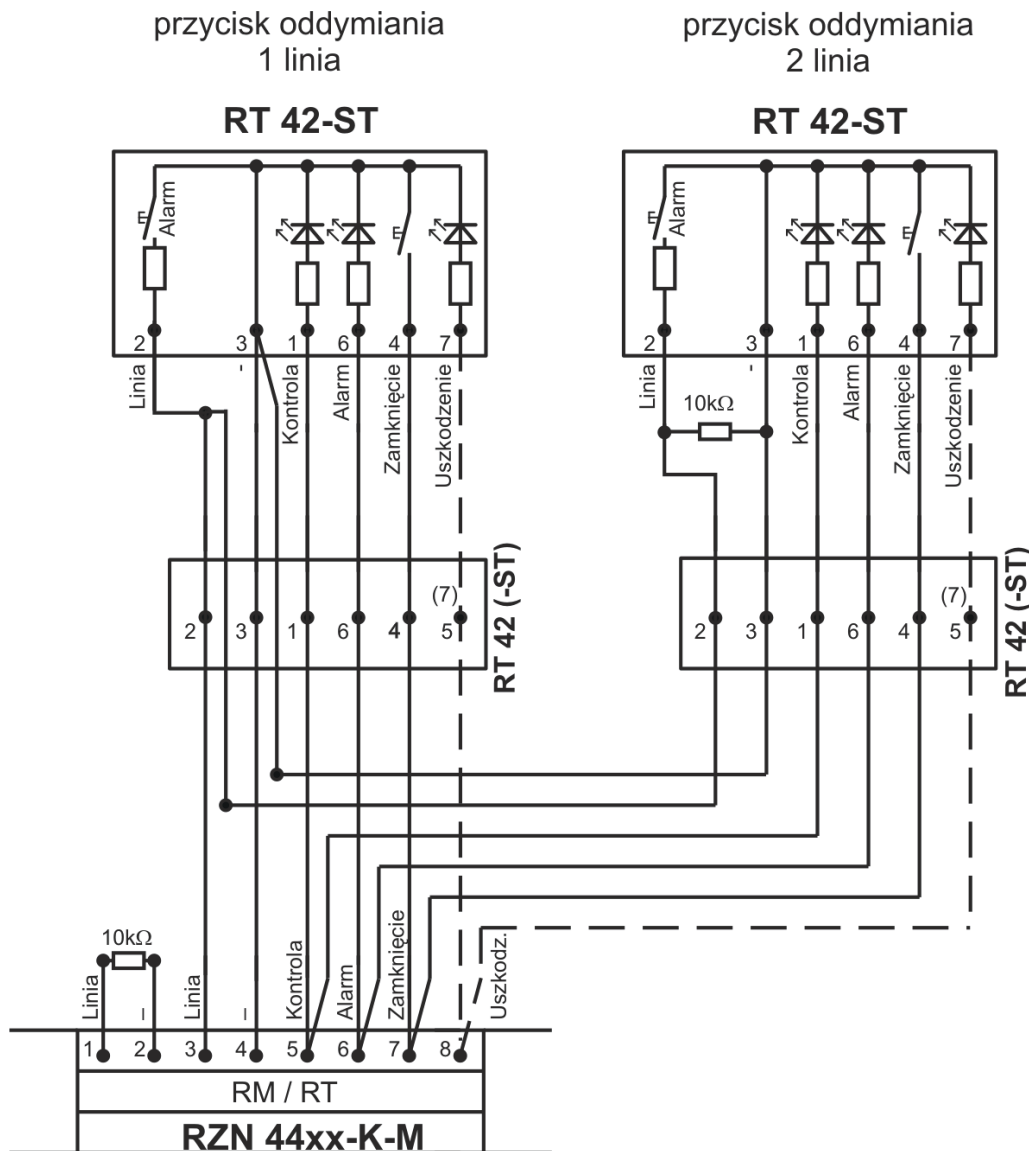 przycisk oddymiania
1 linia
przycisk oddymiania
2 linia
RT 42-ST
RT 42-ST
Alarm
Alarm
2 3 1 6 4 7
2 3 1 6 4 7
Linia
-
Kontrola
Alarm
Zamknięcie
Uszkodzenie
Linia
10kΩ
-
Kontrola
Alarm
Zamknięcie
Uszkodzenie
(7)
2 3 1 6 4 5
RT 42 (-ST)
(7)
2 3 1 6 4 5
RT 42 (-ST)
10kΩ
Linia
–
Linia
–
Kontrola
Alarm
Zamknięcie
Uszkodz.
1 2 3 4 5 6 7 8
RM / RT
RZN 44xx-K-M